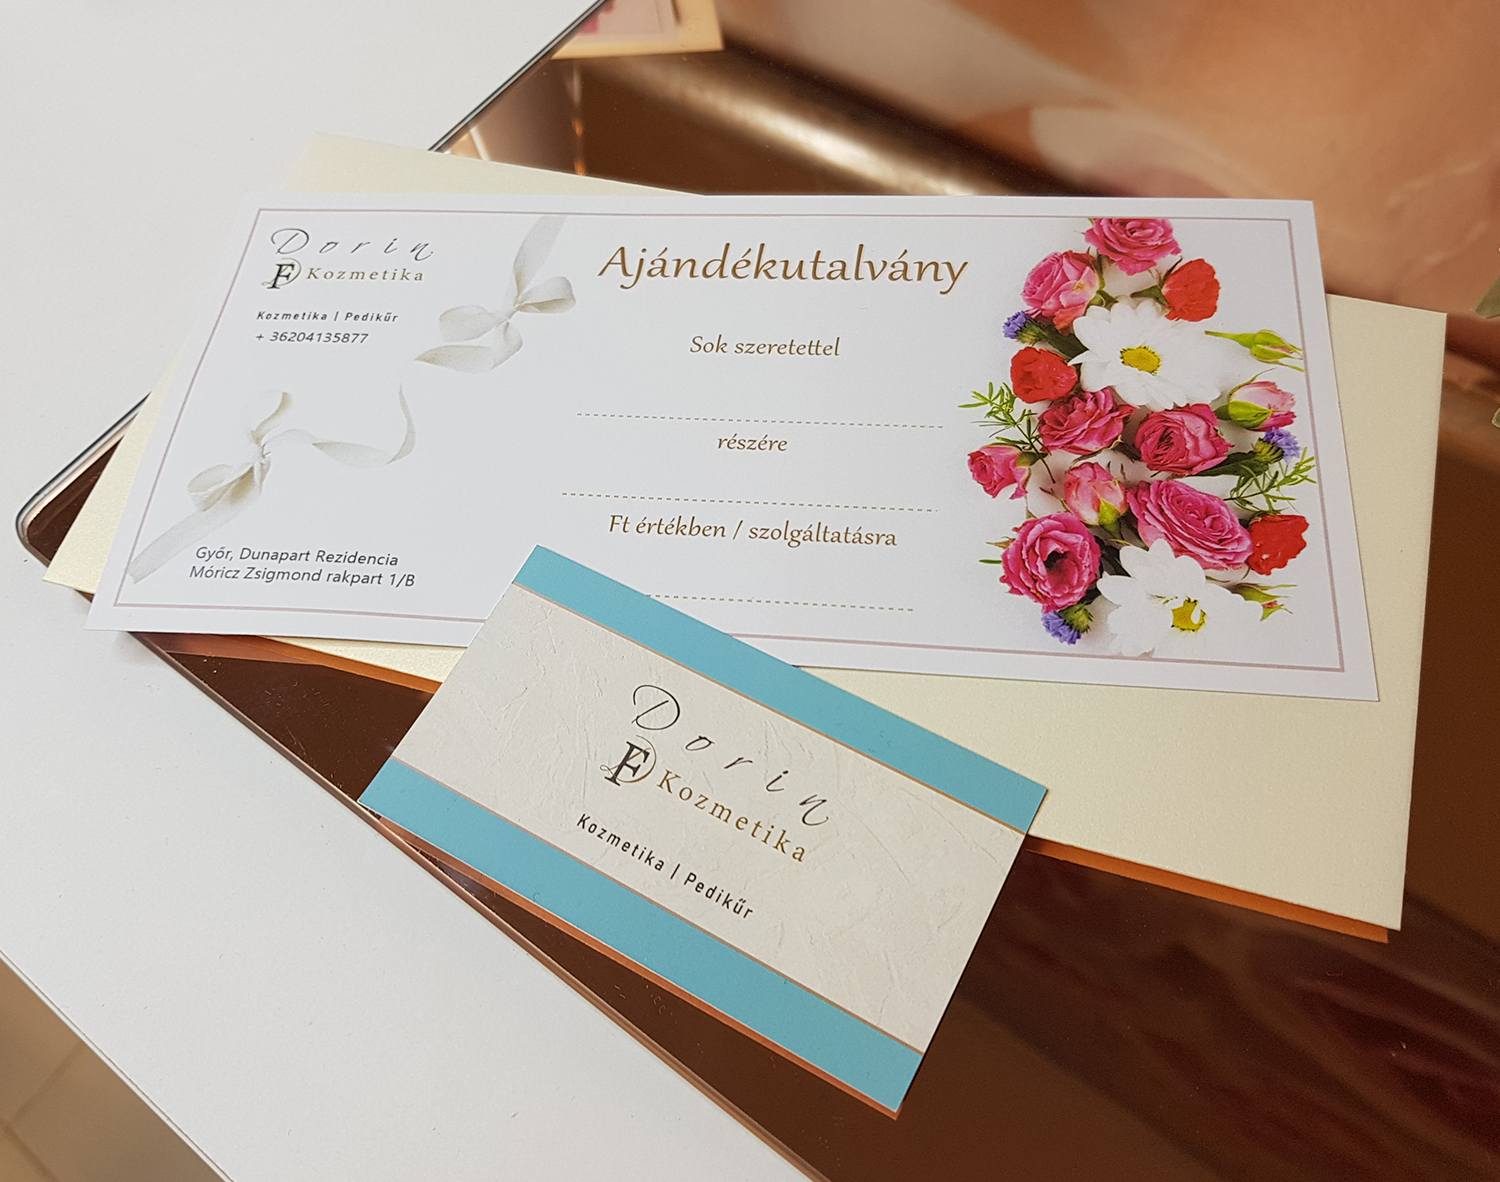 Dorin
F Kozmetika
Kozmetika | Pedikűr
+ 36204135877
Győr, Dunapart Rezidencia
Móricz Zsigmond rakpart 1/B
Ajándékutalvány
Sok szeretettel
részére
Ft értékben / szolgáltatásra
Dorin
F Kozmetika
Kozmetika | Pedikűr